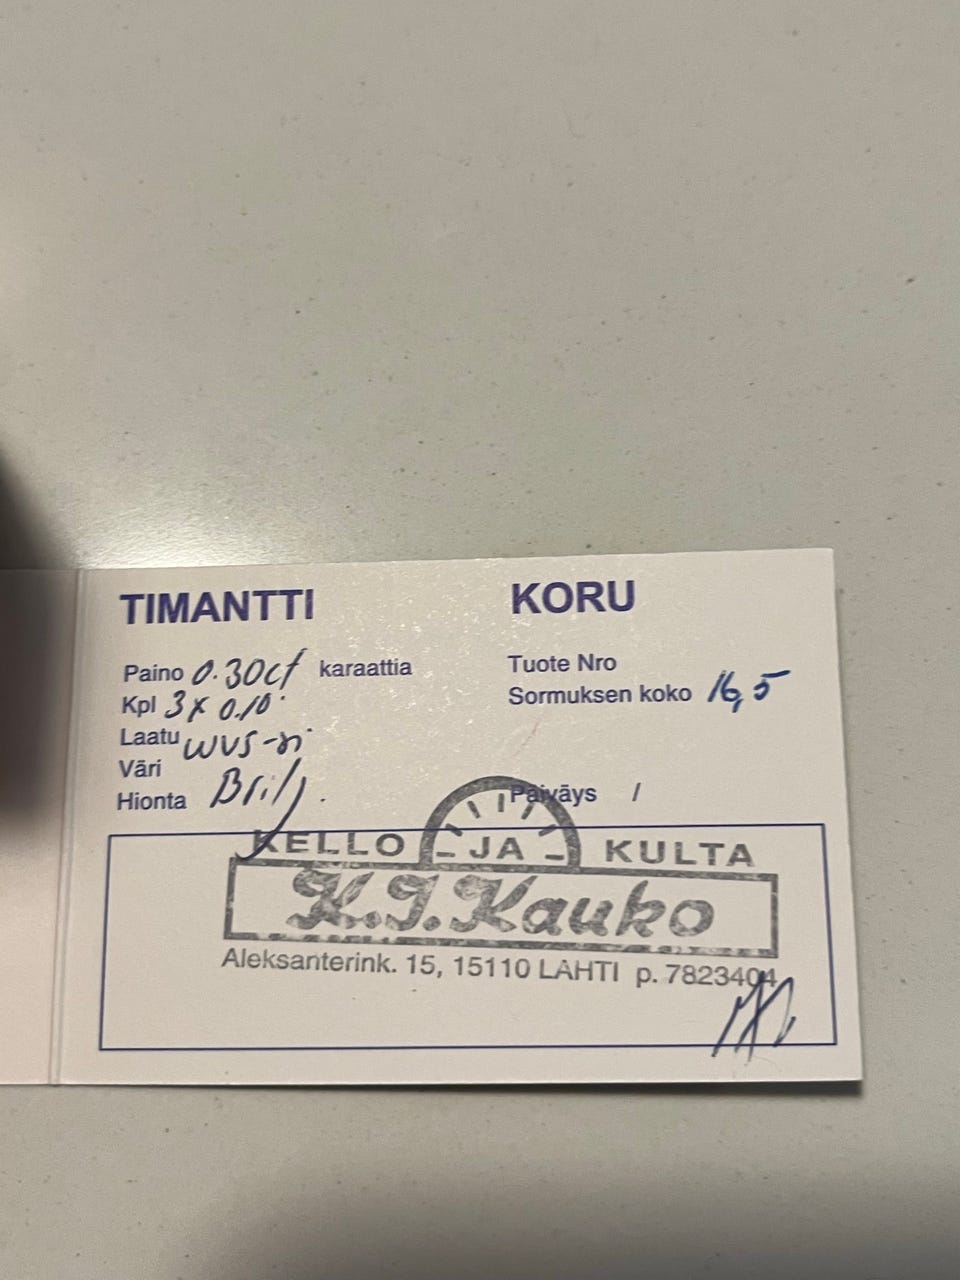 TIMANTTI
Paino 0.30ct karaattia
Kpl 3x 0.10
Laatu WVS-si
Väri
Hionta Brilj.
KORU
Tuote Nro
Sormuksen koko 16,5
Päiväys /
KELLO JA KULTA
K.J.Kauko
Aleksanterink. 15, 15110 LAHTI p. 7823404